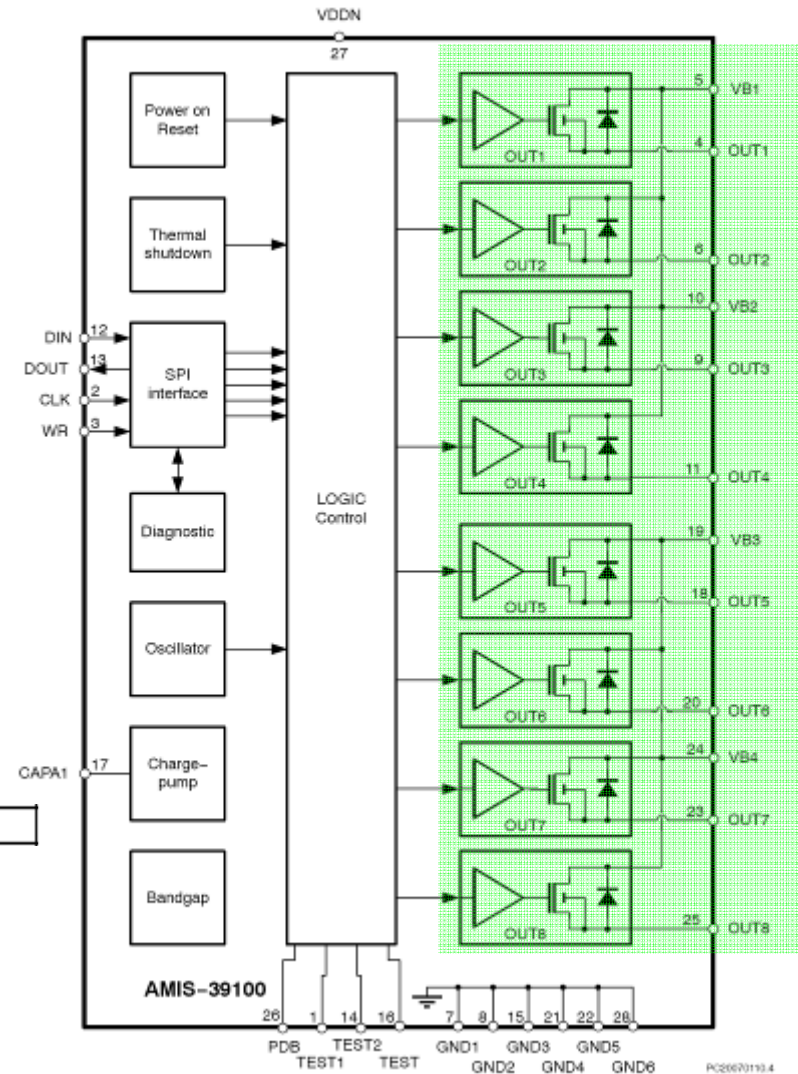 VDDN
27
Power on
Reset
5 VB1
OUT1
4 OUT1
Thermal
shutdown
OUT2
6 OUT2
DIN 12
DOUT 13
CLK 2
WR 3
SPI
interface
10 VB2
OUT3
9 OUT3
OUT4
11 OUT4
LOGIC
Control
Diagnostic
19 VB3
OUT5
18 OUT5
Oscillator
OUT6
20 OUT6
CAPA1 17
Charge-
pump
24 VB4
OUT7
23 OUT7
Bandgap
OUT8
25 OUT8
AMIS-39100
26 1 14 16 7 8 15 21 22 28
PDB TEST2 GND1 GND3 GND5
TEST1 TEST GND2 GND4 GND6
PC20070110.4